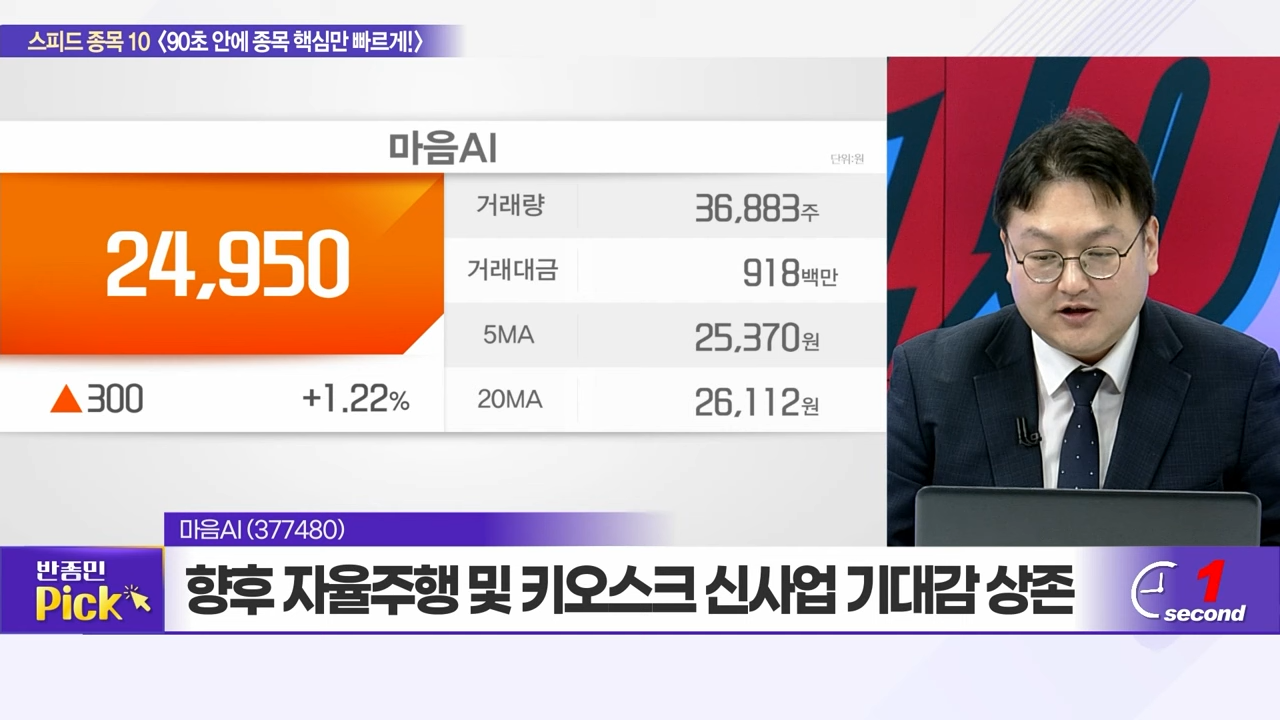 스피드 종목 10 <90초 안에 종목 핵심만 빠르게!>
마음AI
단위:원
24,950
▲300 +1.22%
거래량 36,883주
거래대금 918백만
5MA 25,370원
20MA 26,112원
10
마음AI (377480)
반종민
Pick
향후 자율주행 및 키오스크 신사업 기대감 상존
1
second